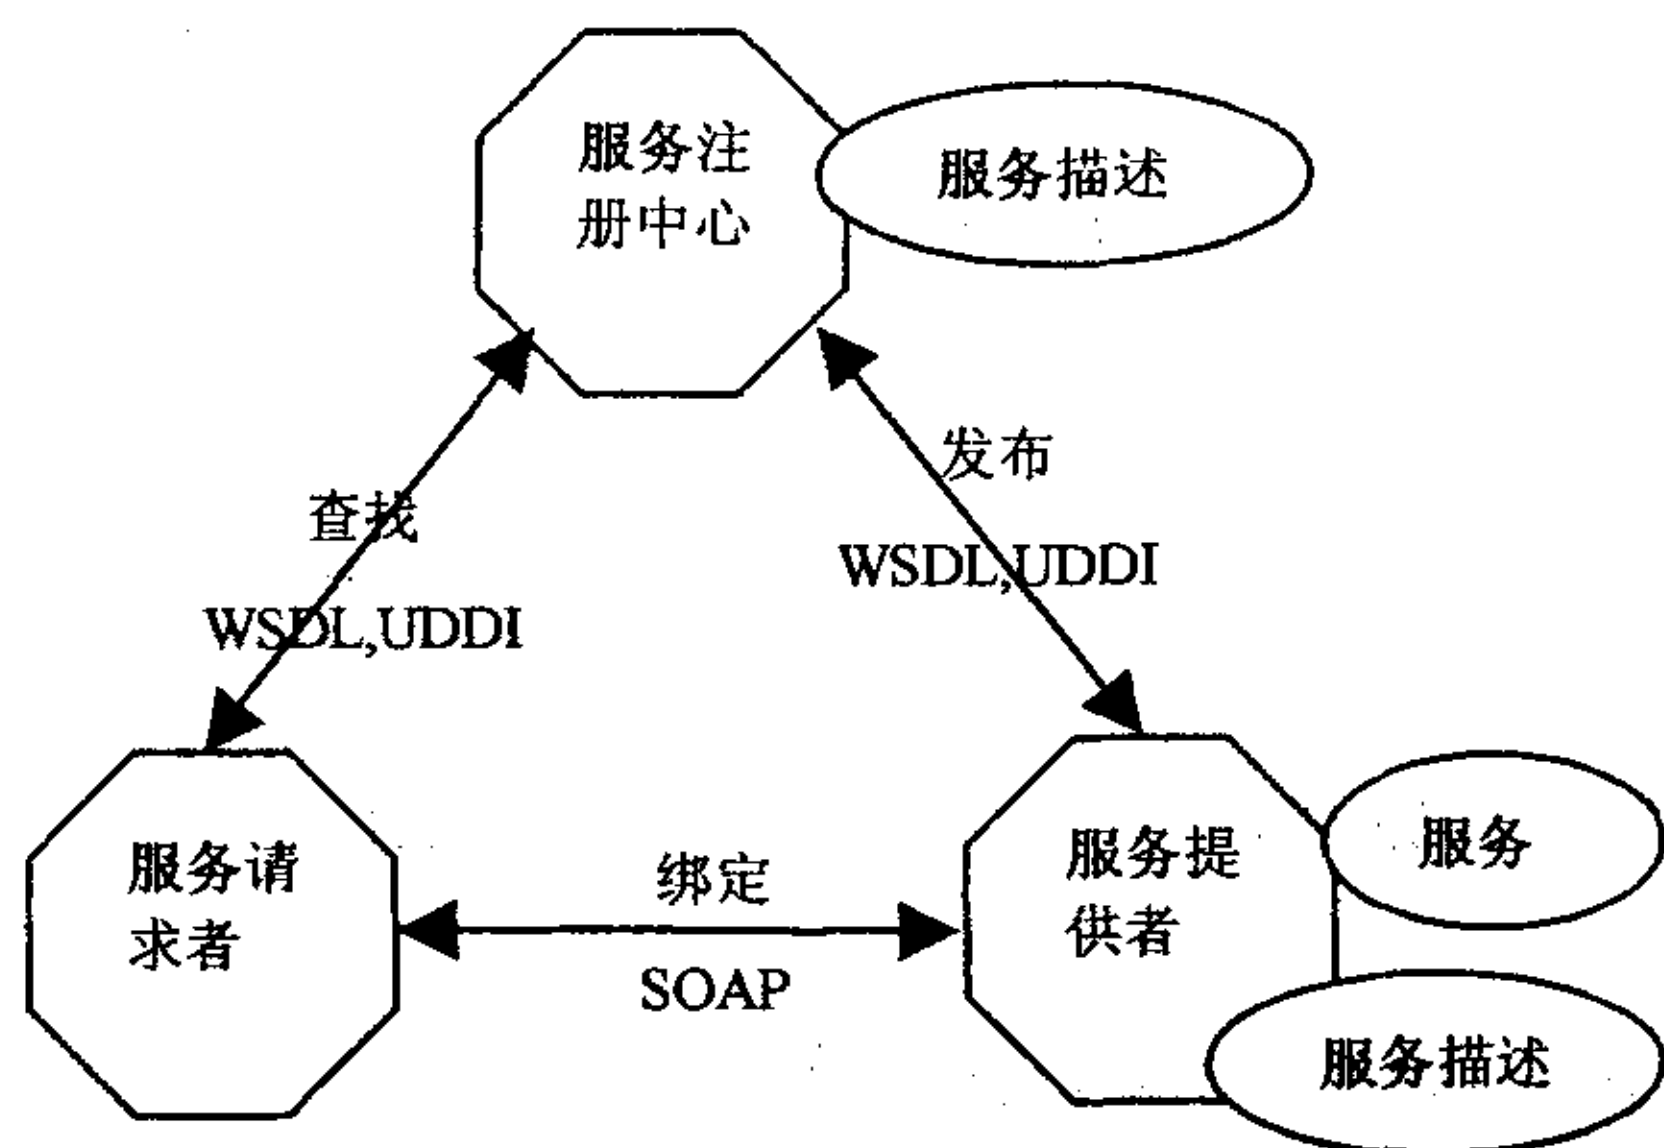 服务注
册中心
服务描述
发布
查找
WSDL,UDDI
WSDL,UDDI
服务请
求者
绑定
SOAP
服务提
供者
服务
服务描述